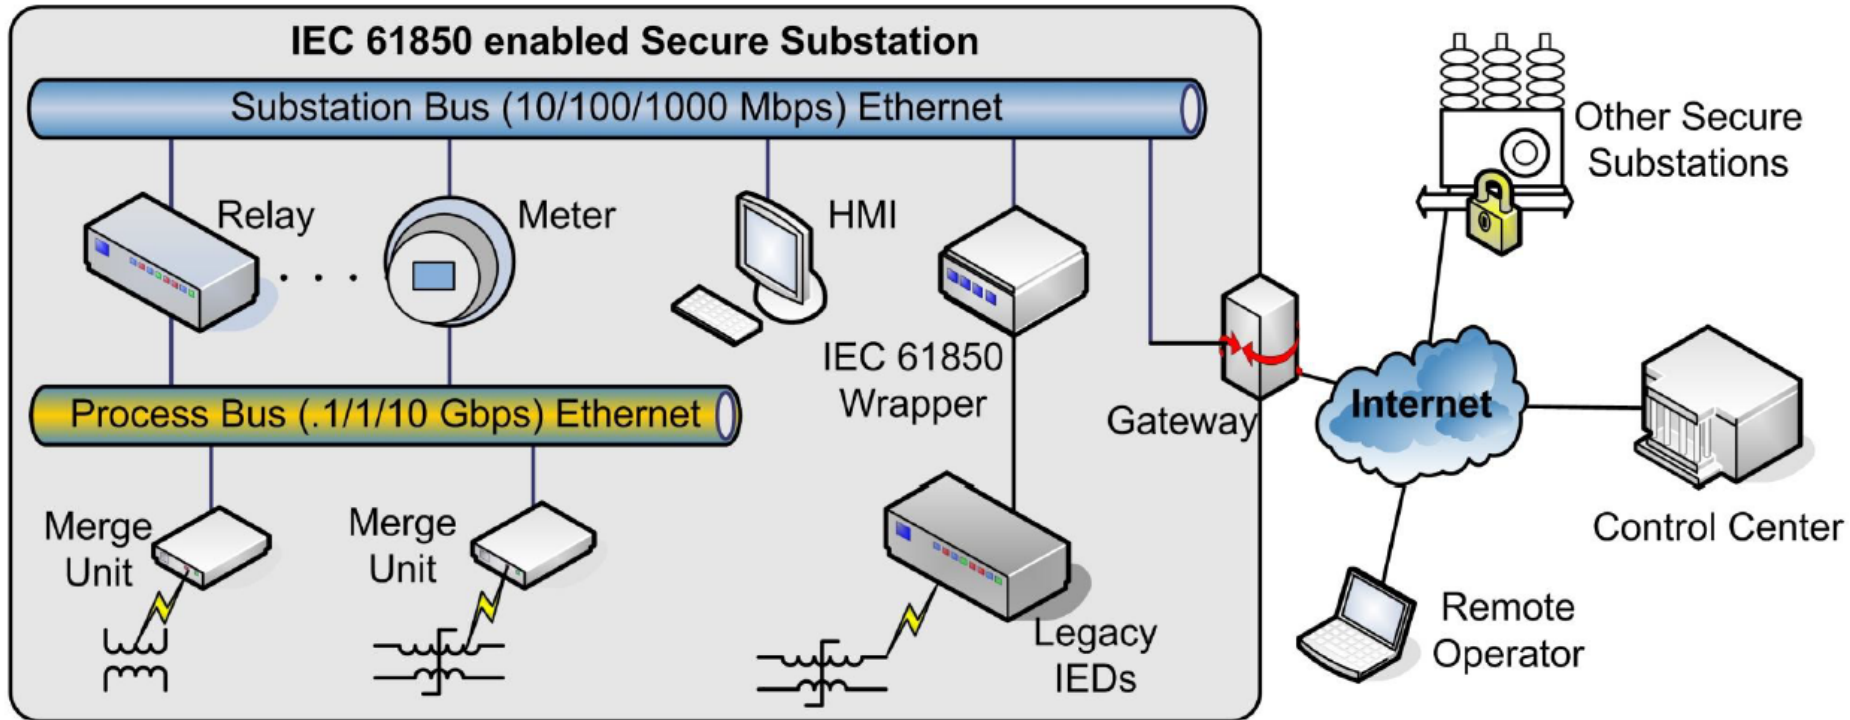 IEC 61850 enabled Secure Substation
Substation Bus (10/100/1000 Mbps) Ethernet
Other Secure
Substations
Relay
Meter
HMI
IEC 61850
Wrapper
Gateway
Internet
Process Bus (.1/1/10 Gbps) Ethernet
Merge
Unit
Merge
Unit
Legacy
IEDs
Control Center
Remote
Operator